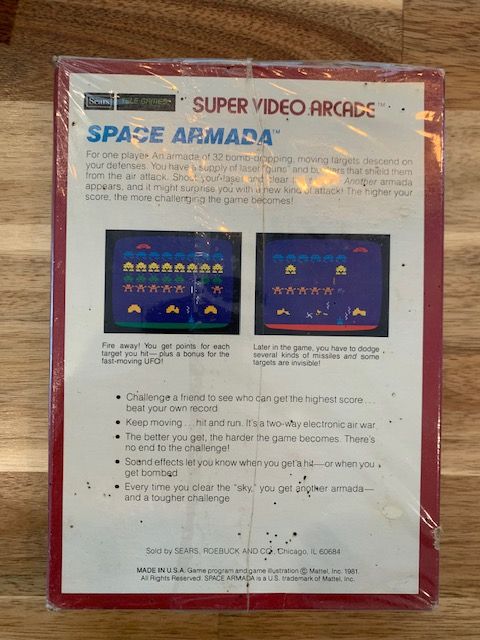 Sears TELE-GAMES
SUPER VIDEO ARCADE™
SPACE ARMADA™
For one player. An armada of 32 bomb-dropping, moving targets descend on
your defenses. You have a supply of laser "guns" and bunkers that shield them
from the air attack. Shoot your laser and clear the sky. Another armada
appears, and it might surprise you with a new kind of attack! The higher your
score, the more challenging the game becomes!
Fire away! You get points for each
target you hit—plus a bonus for the
fast-moving UFO!
Later in the game, you have to dodge
several kinds of missiles and some
targets are invisible!
• Challenge a friend to see who can get the highest score...
beat your own record
• Keep moving...hit and run. It's a two-way electronic air war
• The better you get, the harder the game becomes. There's
no end to the challenge!
• Sound effects let you know when you get a hit—or when you
get bombed
• Every time you clear the "sky," you get another armada—
and a tougher challenge
Sold by SEARS, ROEBUCK AND CO., Chicago, IL 60684
MADE IN U.S.A. Game program and game illustration © Mattel, Inc. 1981.
All Rights Reserved. SPACE ARMADA is a U.S. trademark of Mattel, Inc.